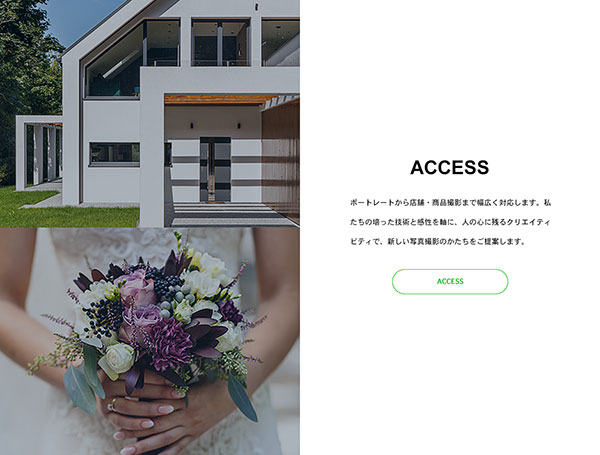 ACCESS
ポートレートから店舗・商品撮影まで幅広く対応します。私
たちの培った技術と感性を軸に、人の心に残るクリエイティ
ビティで、新しい写真撮影のかたちをご提案します。
ACCESS